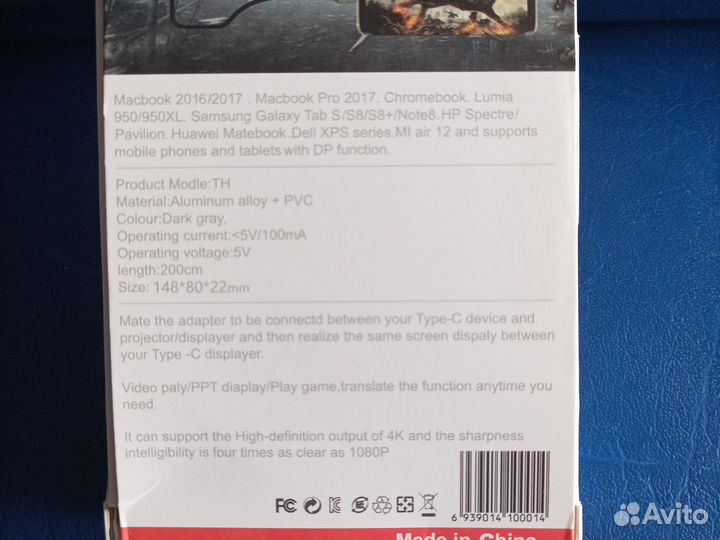 Macbook 2016/2017 . Macbook Pro 2017. Chromebook. Lumia
950/950XL. Samsung Galaxy Tab S/S8/S8+/Note8. HP Spectre/
Pavilion. Huawei Matebook.Dell XPS series.MI air 12 and supports
mobile phones and tablets with DP function.
Product Modle:TH
Material:Aluminum alloy + PVC
Colour:Dark gray,
Operating current:<5V/100mA
Operating voltage:5V
length:200cm
Size: 148*80*22mm
Mate the adapter to be connectd between your Type-C device and
projector/displayer and then realize the same screen dispaly between
your Type -C displayer.
Video paly/PPT diaplay/Play game,translate the function anytime you
need.
It can support the High-definition output of 4K and the sharpness
intelligibility is four times as clear as 1080P
FC
6 939014 100014
Made in China
Avito